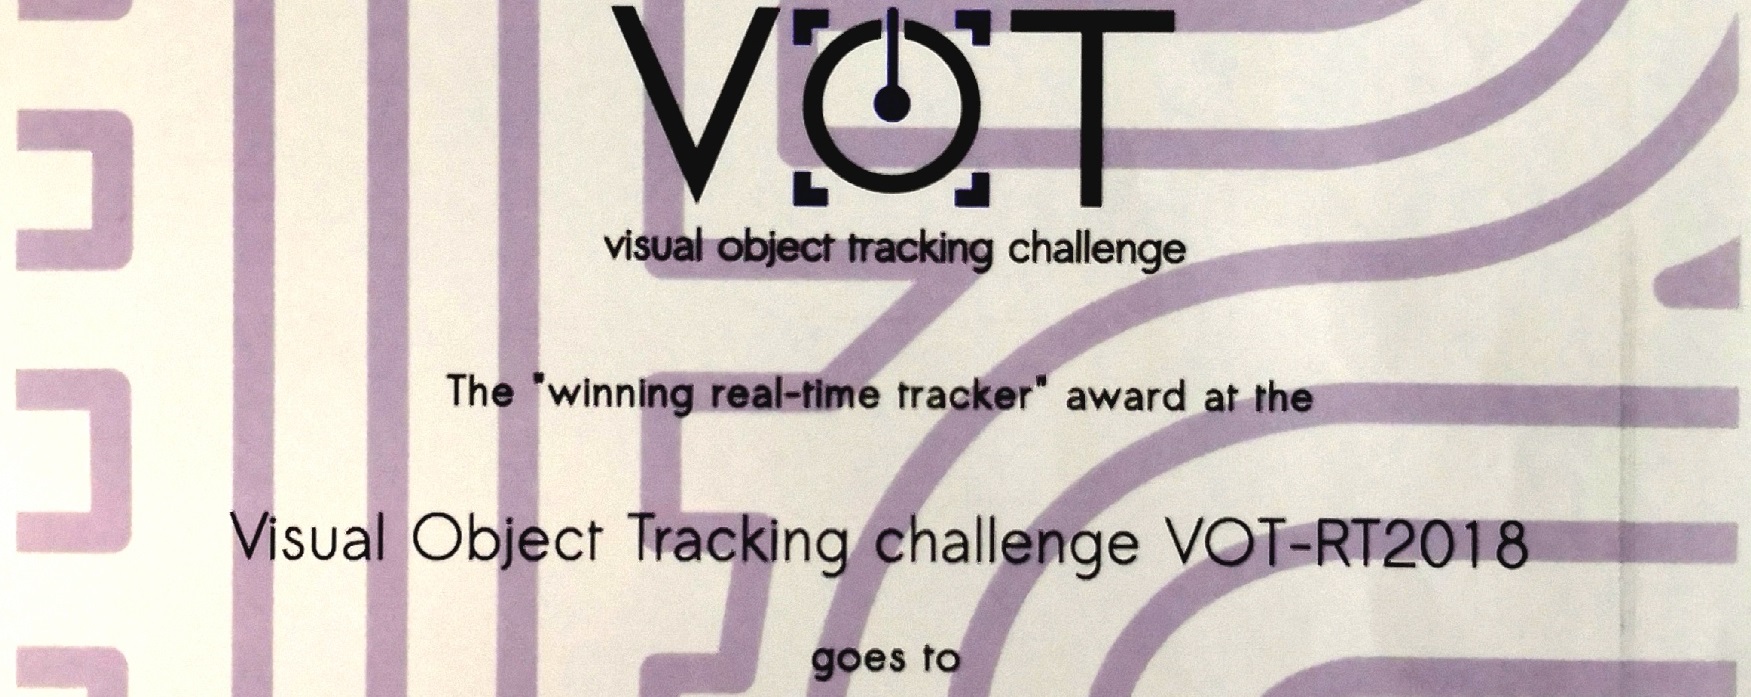 VOT
visual object tracking challenge
The "winning real-time tracker" award at the
Visual Object Tracking challenge VOT-RT2018
goes to